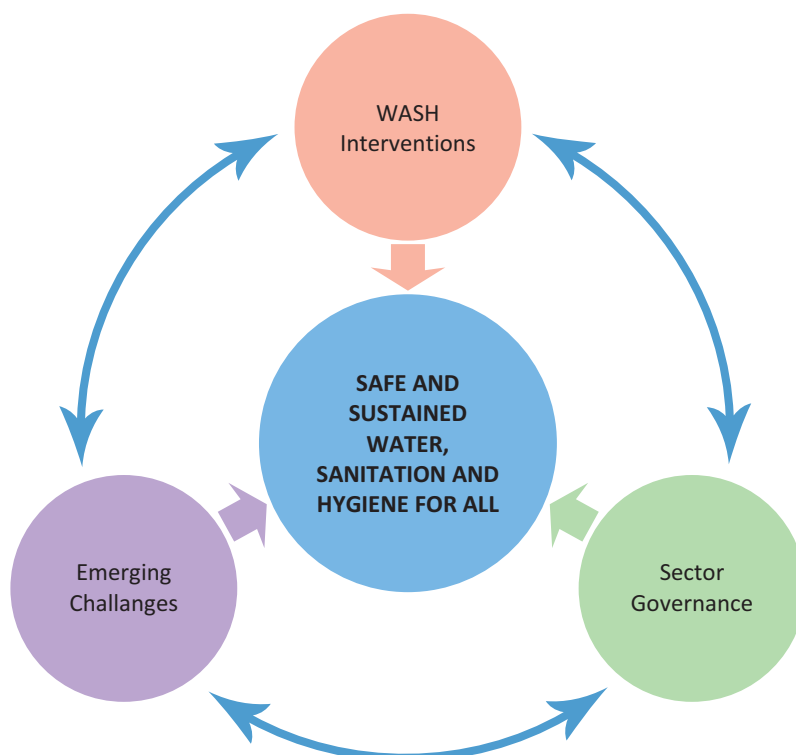 WASH
Interventions
SAFE AND
SUSTAINED
WATER,
SANITATION AND
HYGIENE FOR ALL
Emerging
Challanges
Sector
Governance